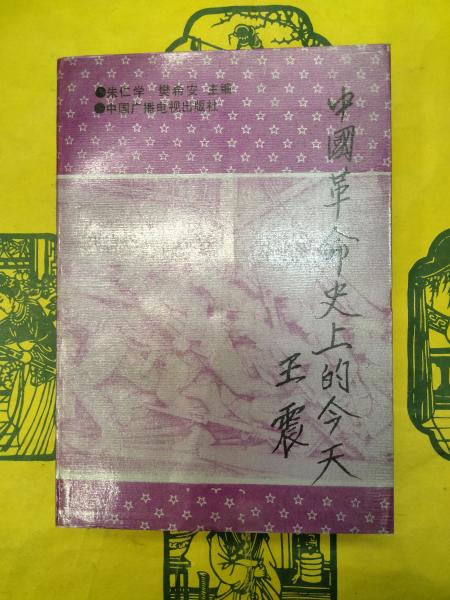 ●朱仁学 樊希安 主编
●中国广播电视出版社
中國革命史上的今天
王震